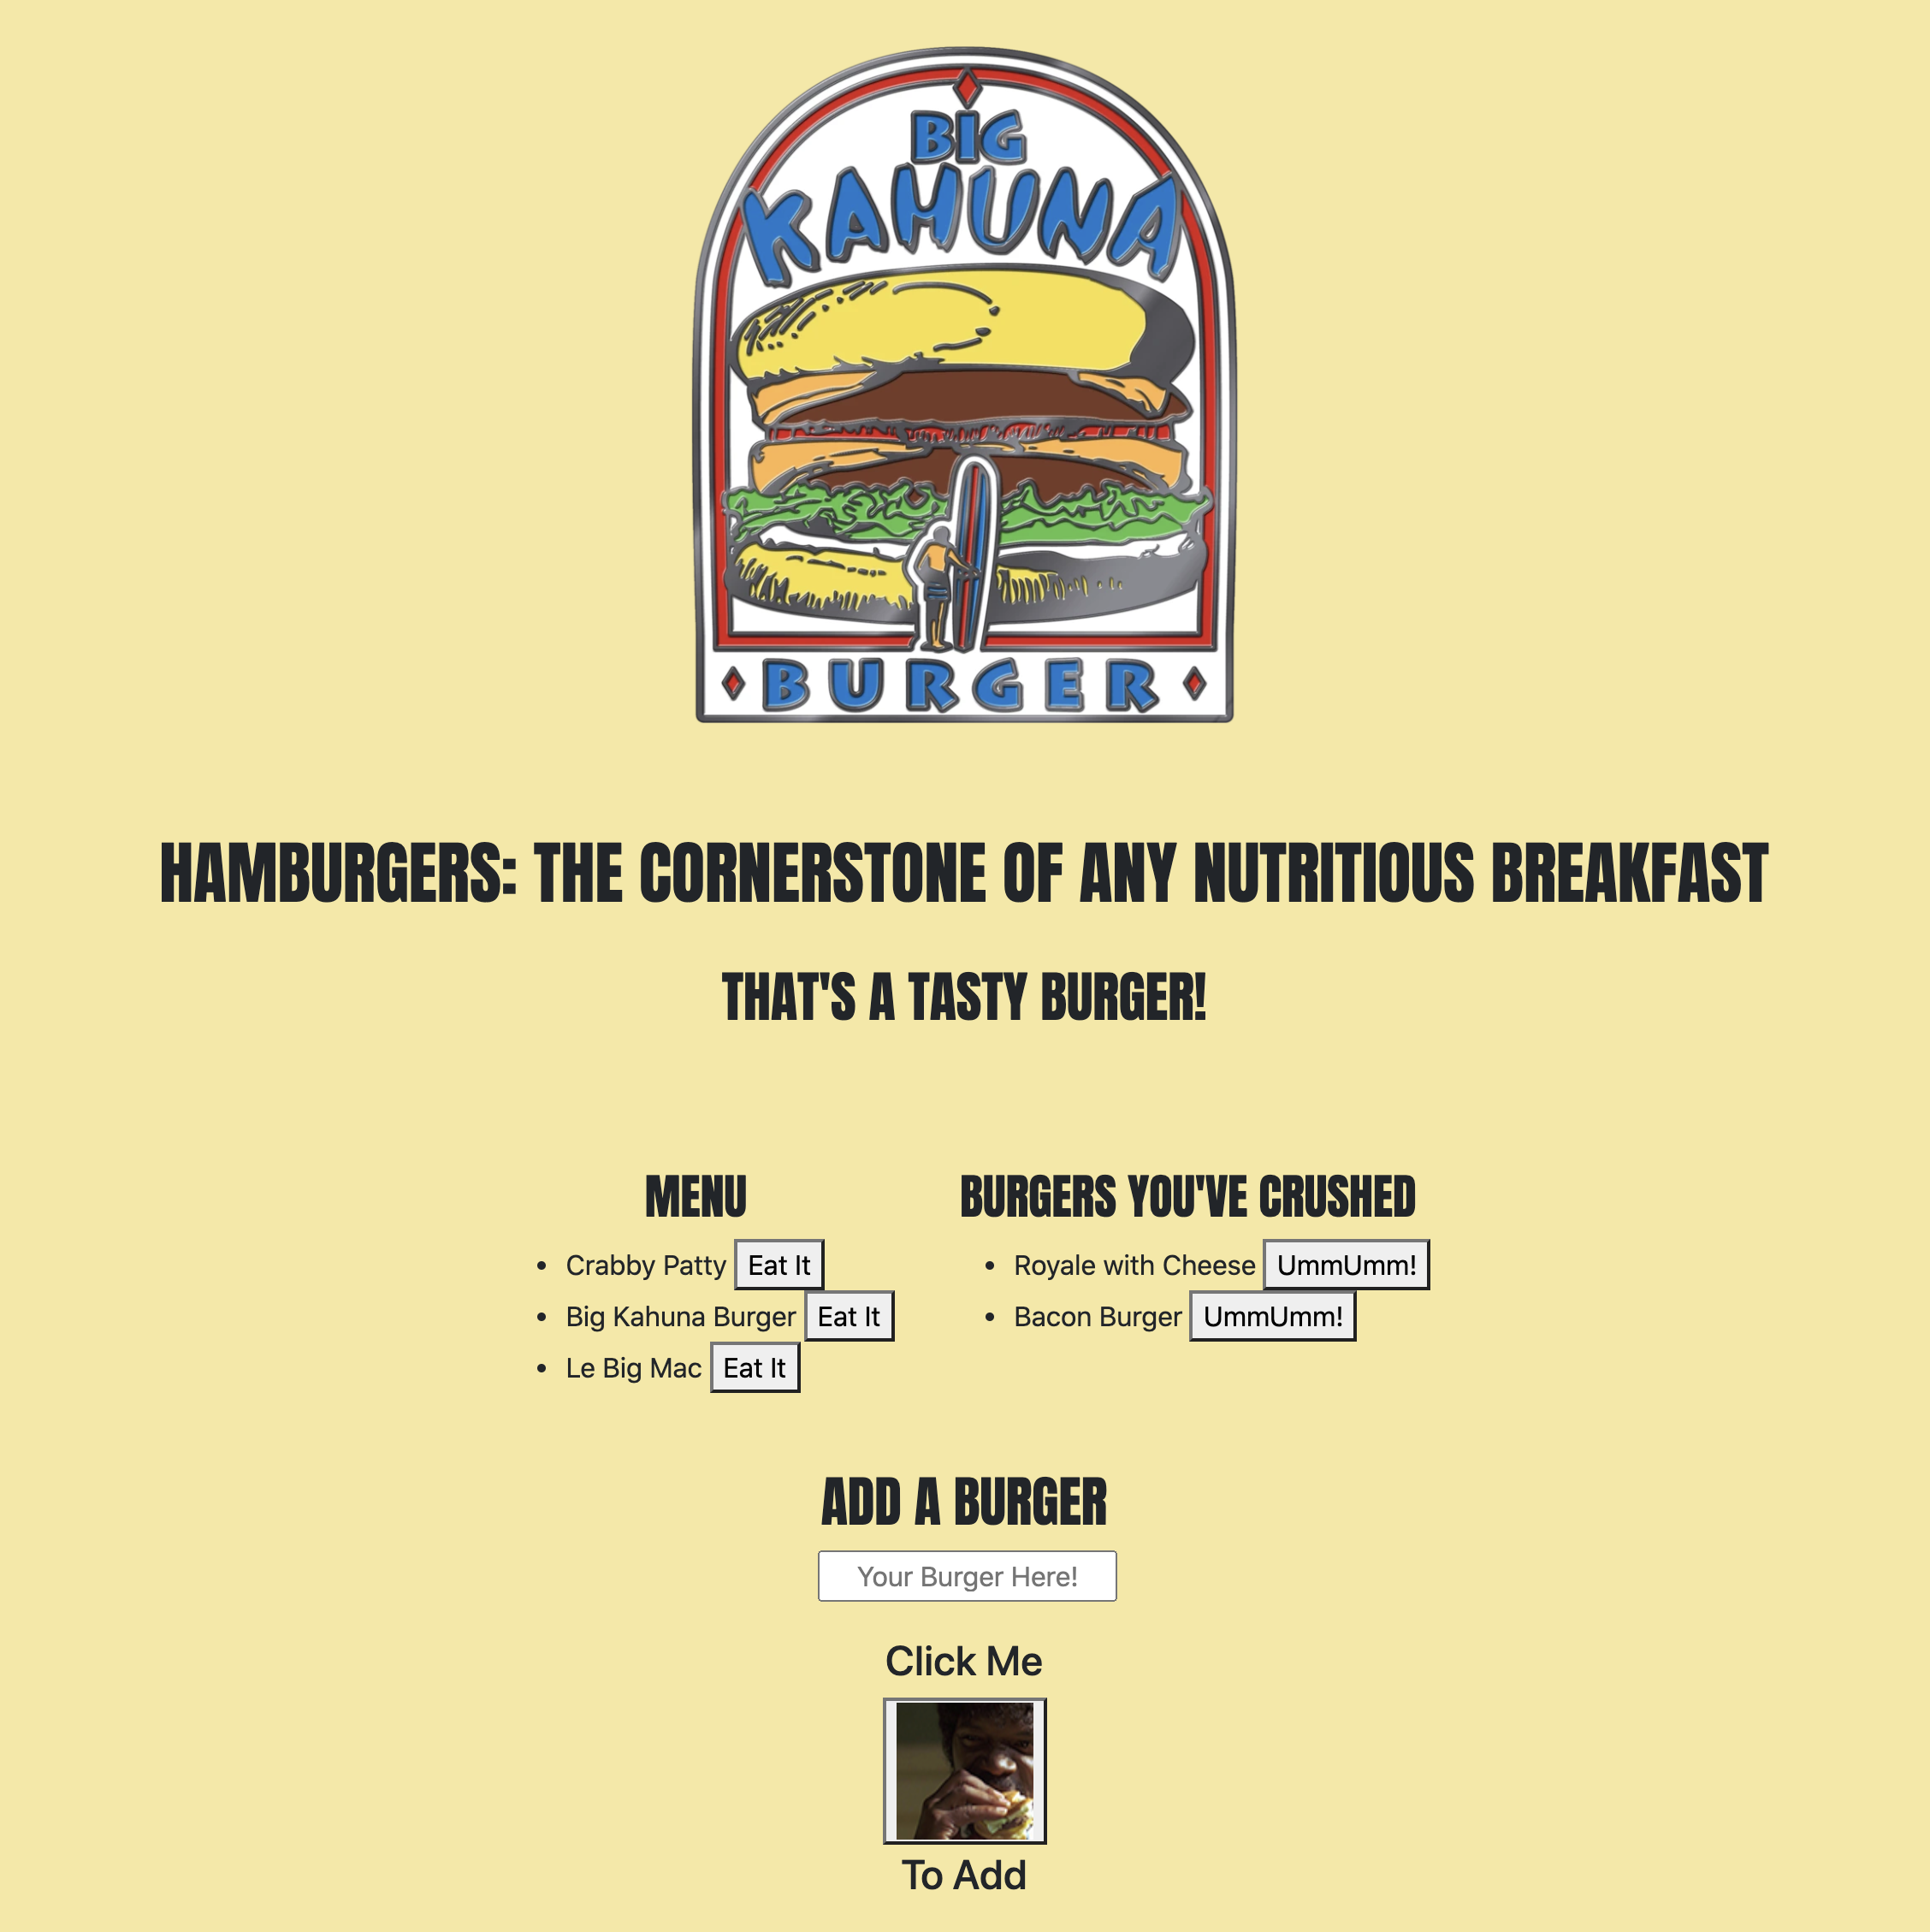 BIG
KAHUNA
BURGER
HAMBURGERS: THE CORNERSTONE OF ANY NUTRITIOUS BREAKFAST
THAT'S A TASTY BURGER!
MENU
Crabby Patty Eat It
Big Kahuna Burger Eat It
Le Big Mac Eat It
BURGERS YOU'VE CRUSHED
Royale with Cheese UmmUmm!
Bacon Burger UmmUmm!
ADD A BURGER
Your Burger Here!
Click Me
To Add